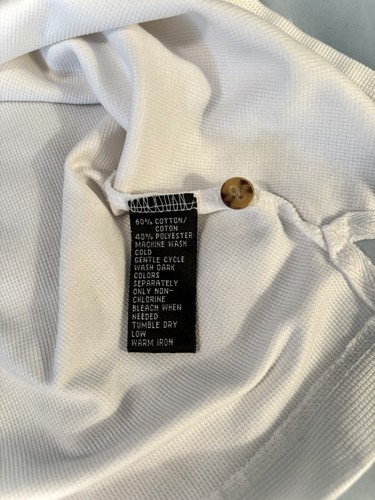 60% COTTON/
COTON
40% POLYESTER
MACHINE WASH
COLD
GENTLE CYCLE
WASH DARK
COLORS
SEPARATELY
ONLY NON-
CHLORINE
BLEACH WHEN
NEEDED
TUMBLE DRY
LOW
WARM IRON